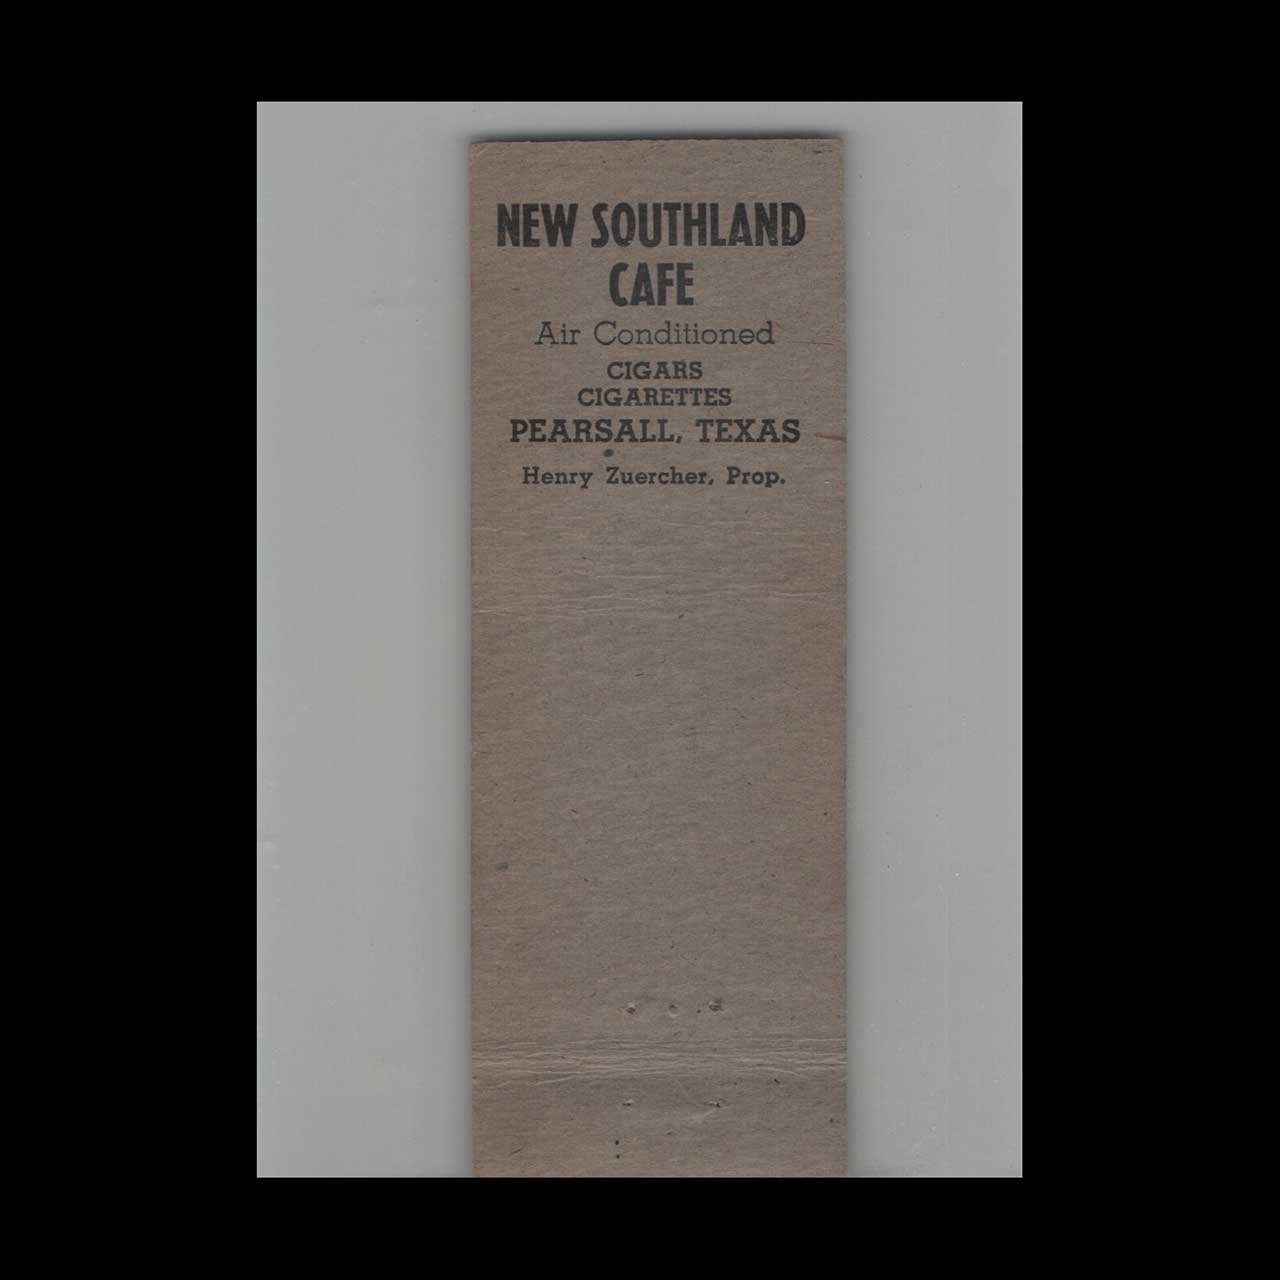 NEW SOUTHLAND
CAFE
Air Conditioned
CIGARS
CIGARETTES
PEARSALL, TEXAS
Henry Zuercher, Prop.